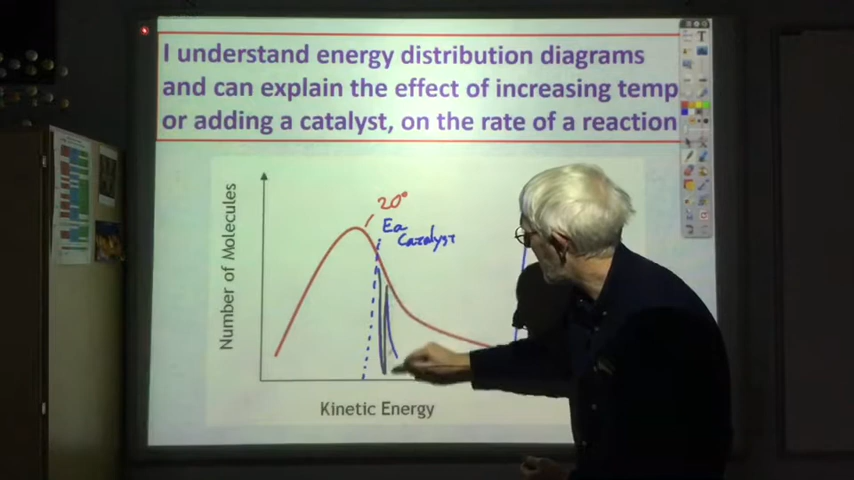 I understand energy distribution diagrams
and can explain the effect of increasing temp
or adding a catalyst, on the rate of a reaction
20°
Ea
Catalyst
Number of Molecules
Kinetic Energy